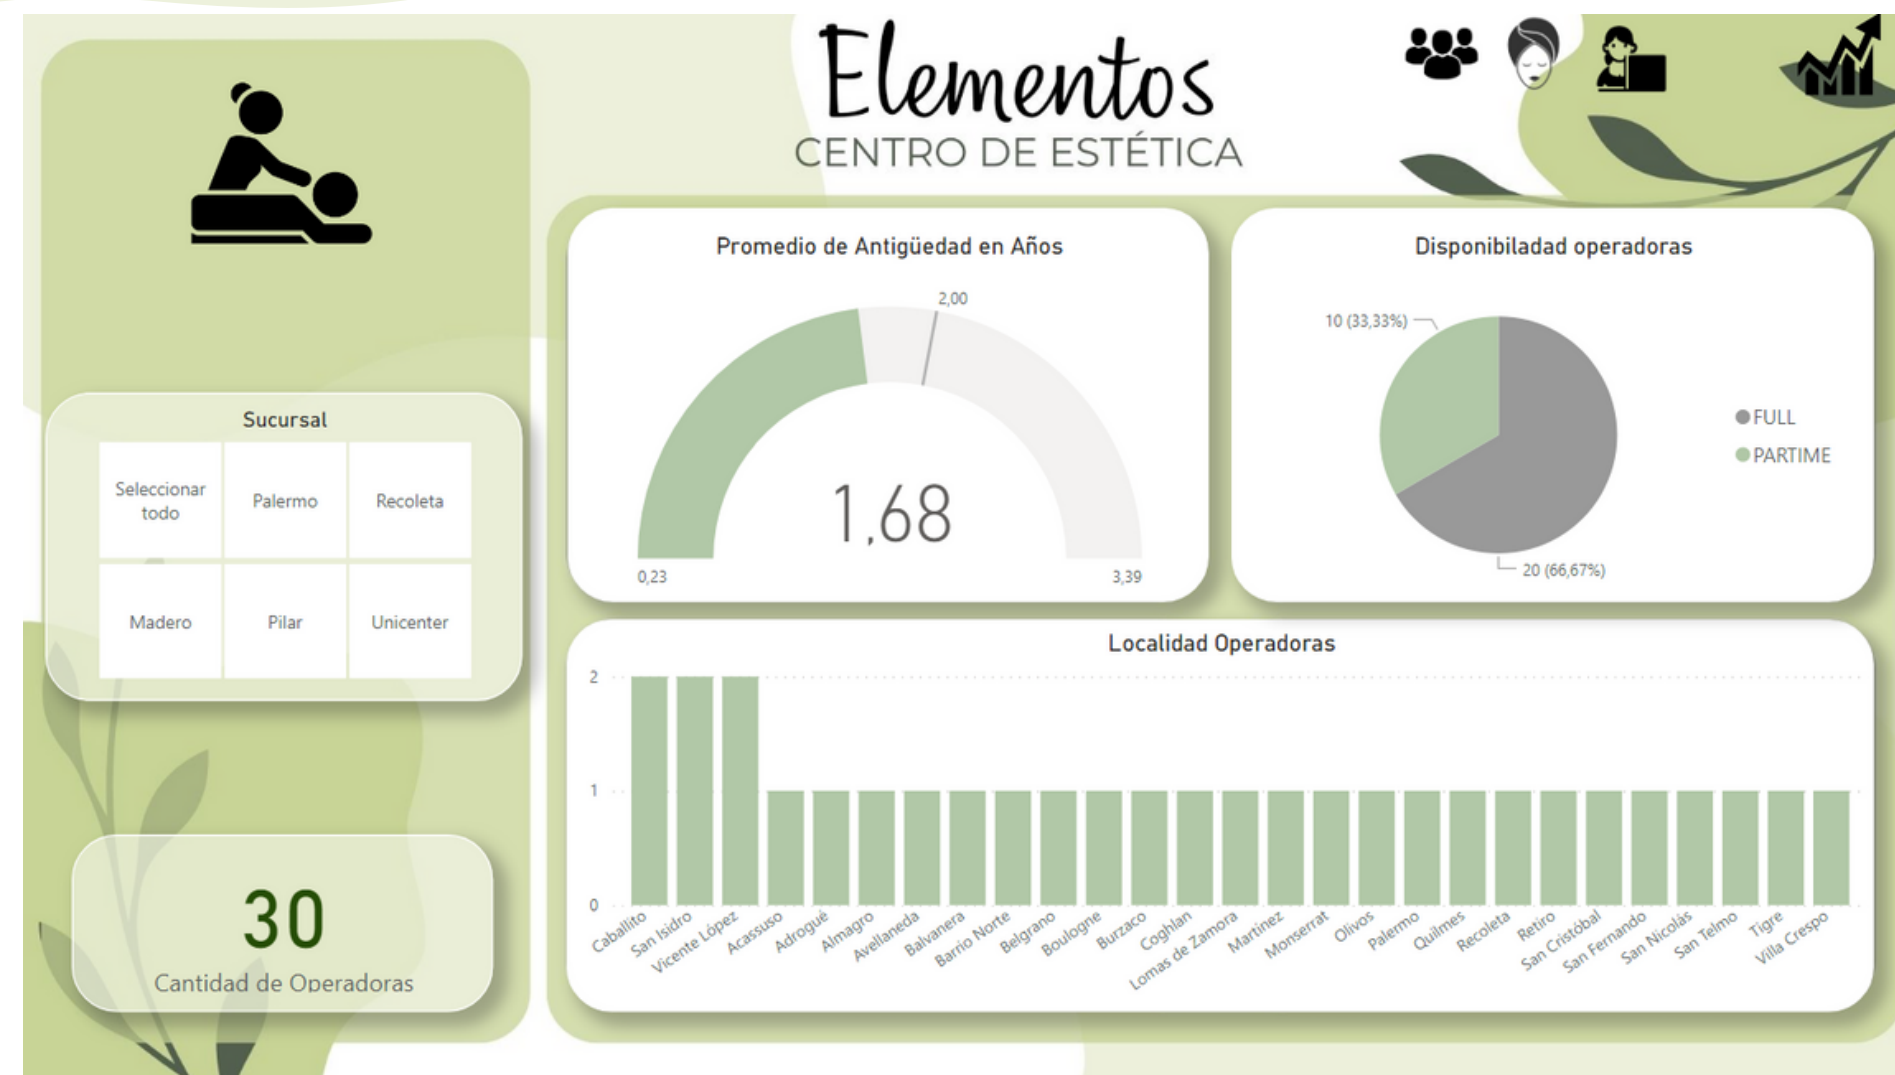 Elementos
CENTRO DE ESTÉTICA
Sucursal
Seleccionar
todo
Palermo
Recoleta
Madero
Pilar
Unicenter
30
Cantidad de Operadoras
Promedio de Antigüedad en Años
2,00
1,68
0,23
3,39
Disponibiladad operadoras
10 (33,33%)
20 (66,67%)
FULL
PARTIME
Localidad Operadoras
2
1
0
Caballito
San Isidro
Vicente López
Acassuso
Adrogué
Almagro
Avellaneda
Balvanera
Barrio Norte
Belgrano
Boulogne
Burzaco
Coghlan
Lomas de Zamora
Martinez
Monserrat
Olivos
Palermo
Quilmes
Recoleta
Retiro
San Cristóbal
San Fernando
San Nicolás
San Telmo
Tigre
Villa Crespo